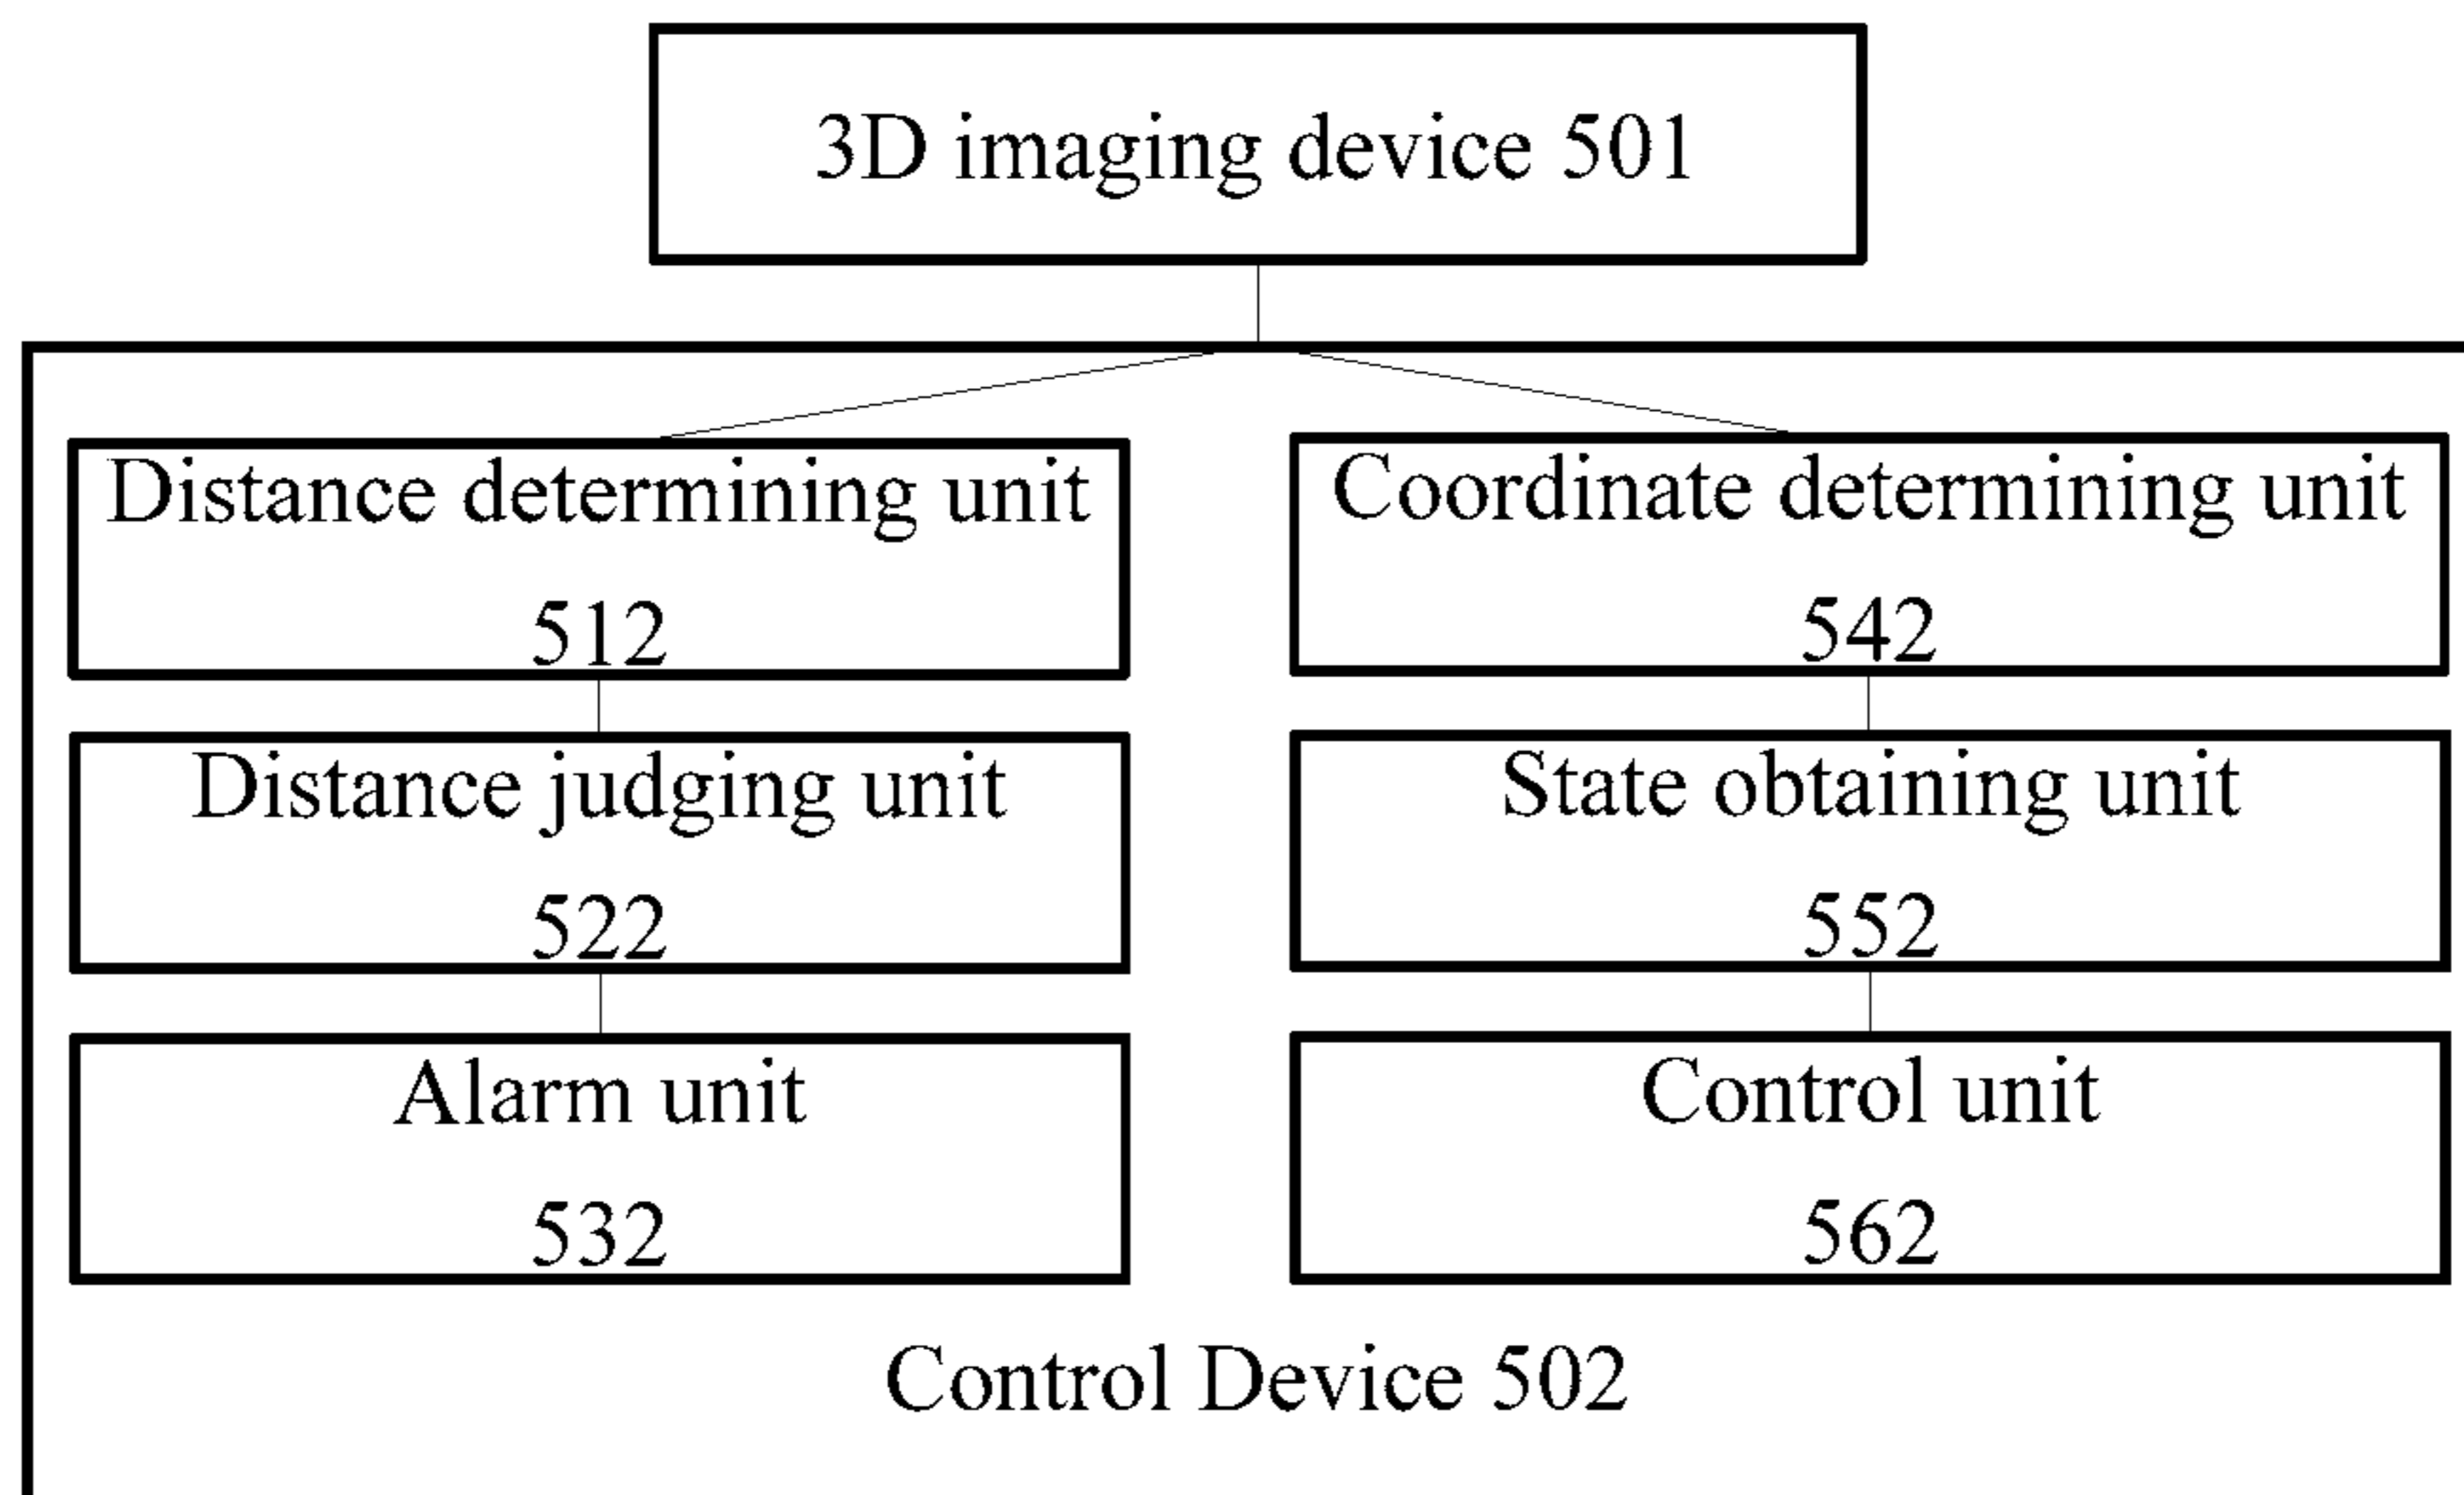 3D imaging device 501
Distance determining unit
512
Coordinate determining unit
542
Distance judging unit
522
State obtaining unit
552
Alarm unit
532
Control unit
562
Control Device 502